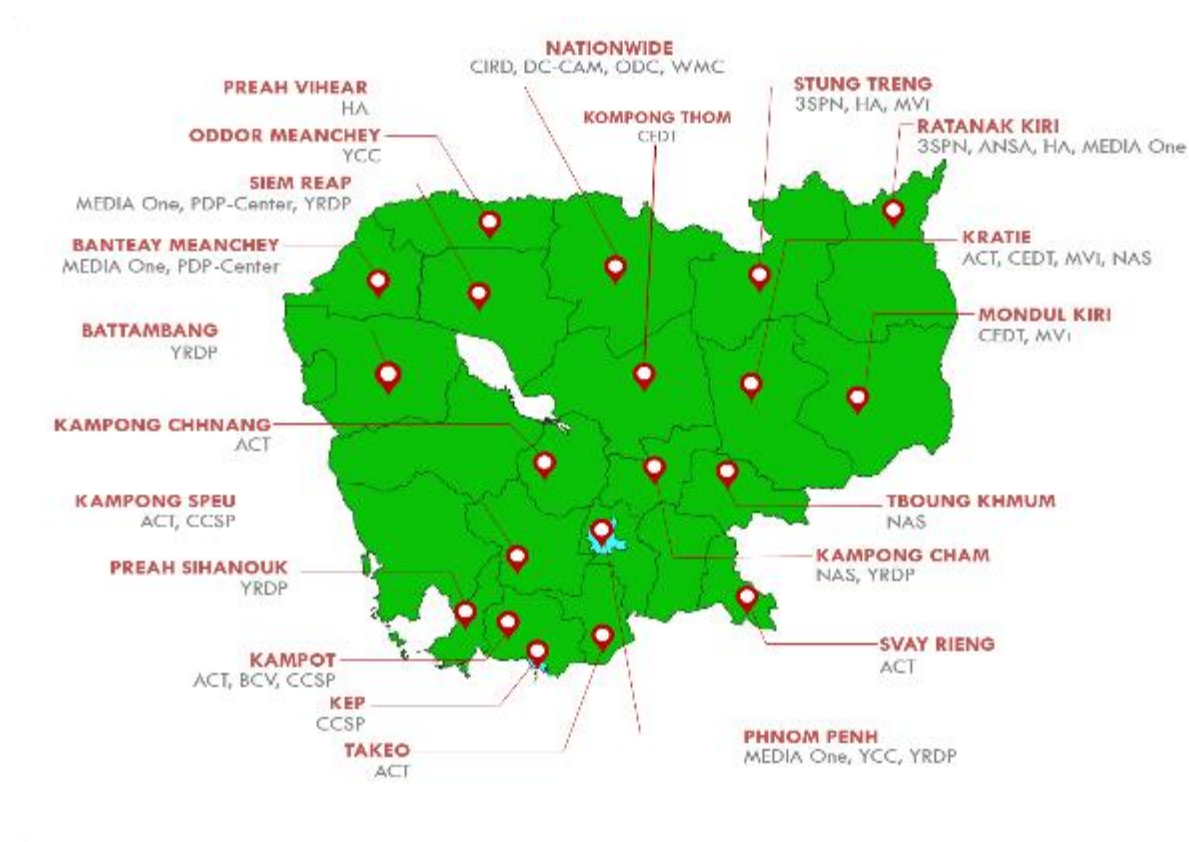 NATIONWIDE
CIRD, DC-CAM, ODC, WMC
PREAH VIHEAR
HA
STUNG TRENG
3SPN, HA, MVi
KOMPONG THOM
CEDT
RATANAK KIRI
3SPN, ANSA, HA, MEDIA One
ODDOR MEANCHEY
YCC
SIEM REAP
MEDIA One, PDP-Center, YRDP
BANTEAY MEANCHEY
MEDIA One, PDP-Center
KRATIE
ACT, CEDT, MVi, NAS
MONDUL KIRI
CEDT, MVi
BATTAMBANG
YRDP
KAMPONG CHHNANG
ACT
KAMPONG SPEU
ACT, CCSP
TBOUNG KHMUM
NAS
KAMPONG CHAM
NAS, YRDP
PREAH SIHANOUK
YRDP
SVAY RIENG
ACT
KAMPOT
ACT, BCV, CCSP
KEP
CCSP
TAKEO
ACT
PHNOM PENH
MEDIA One, YCC, YRDP